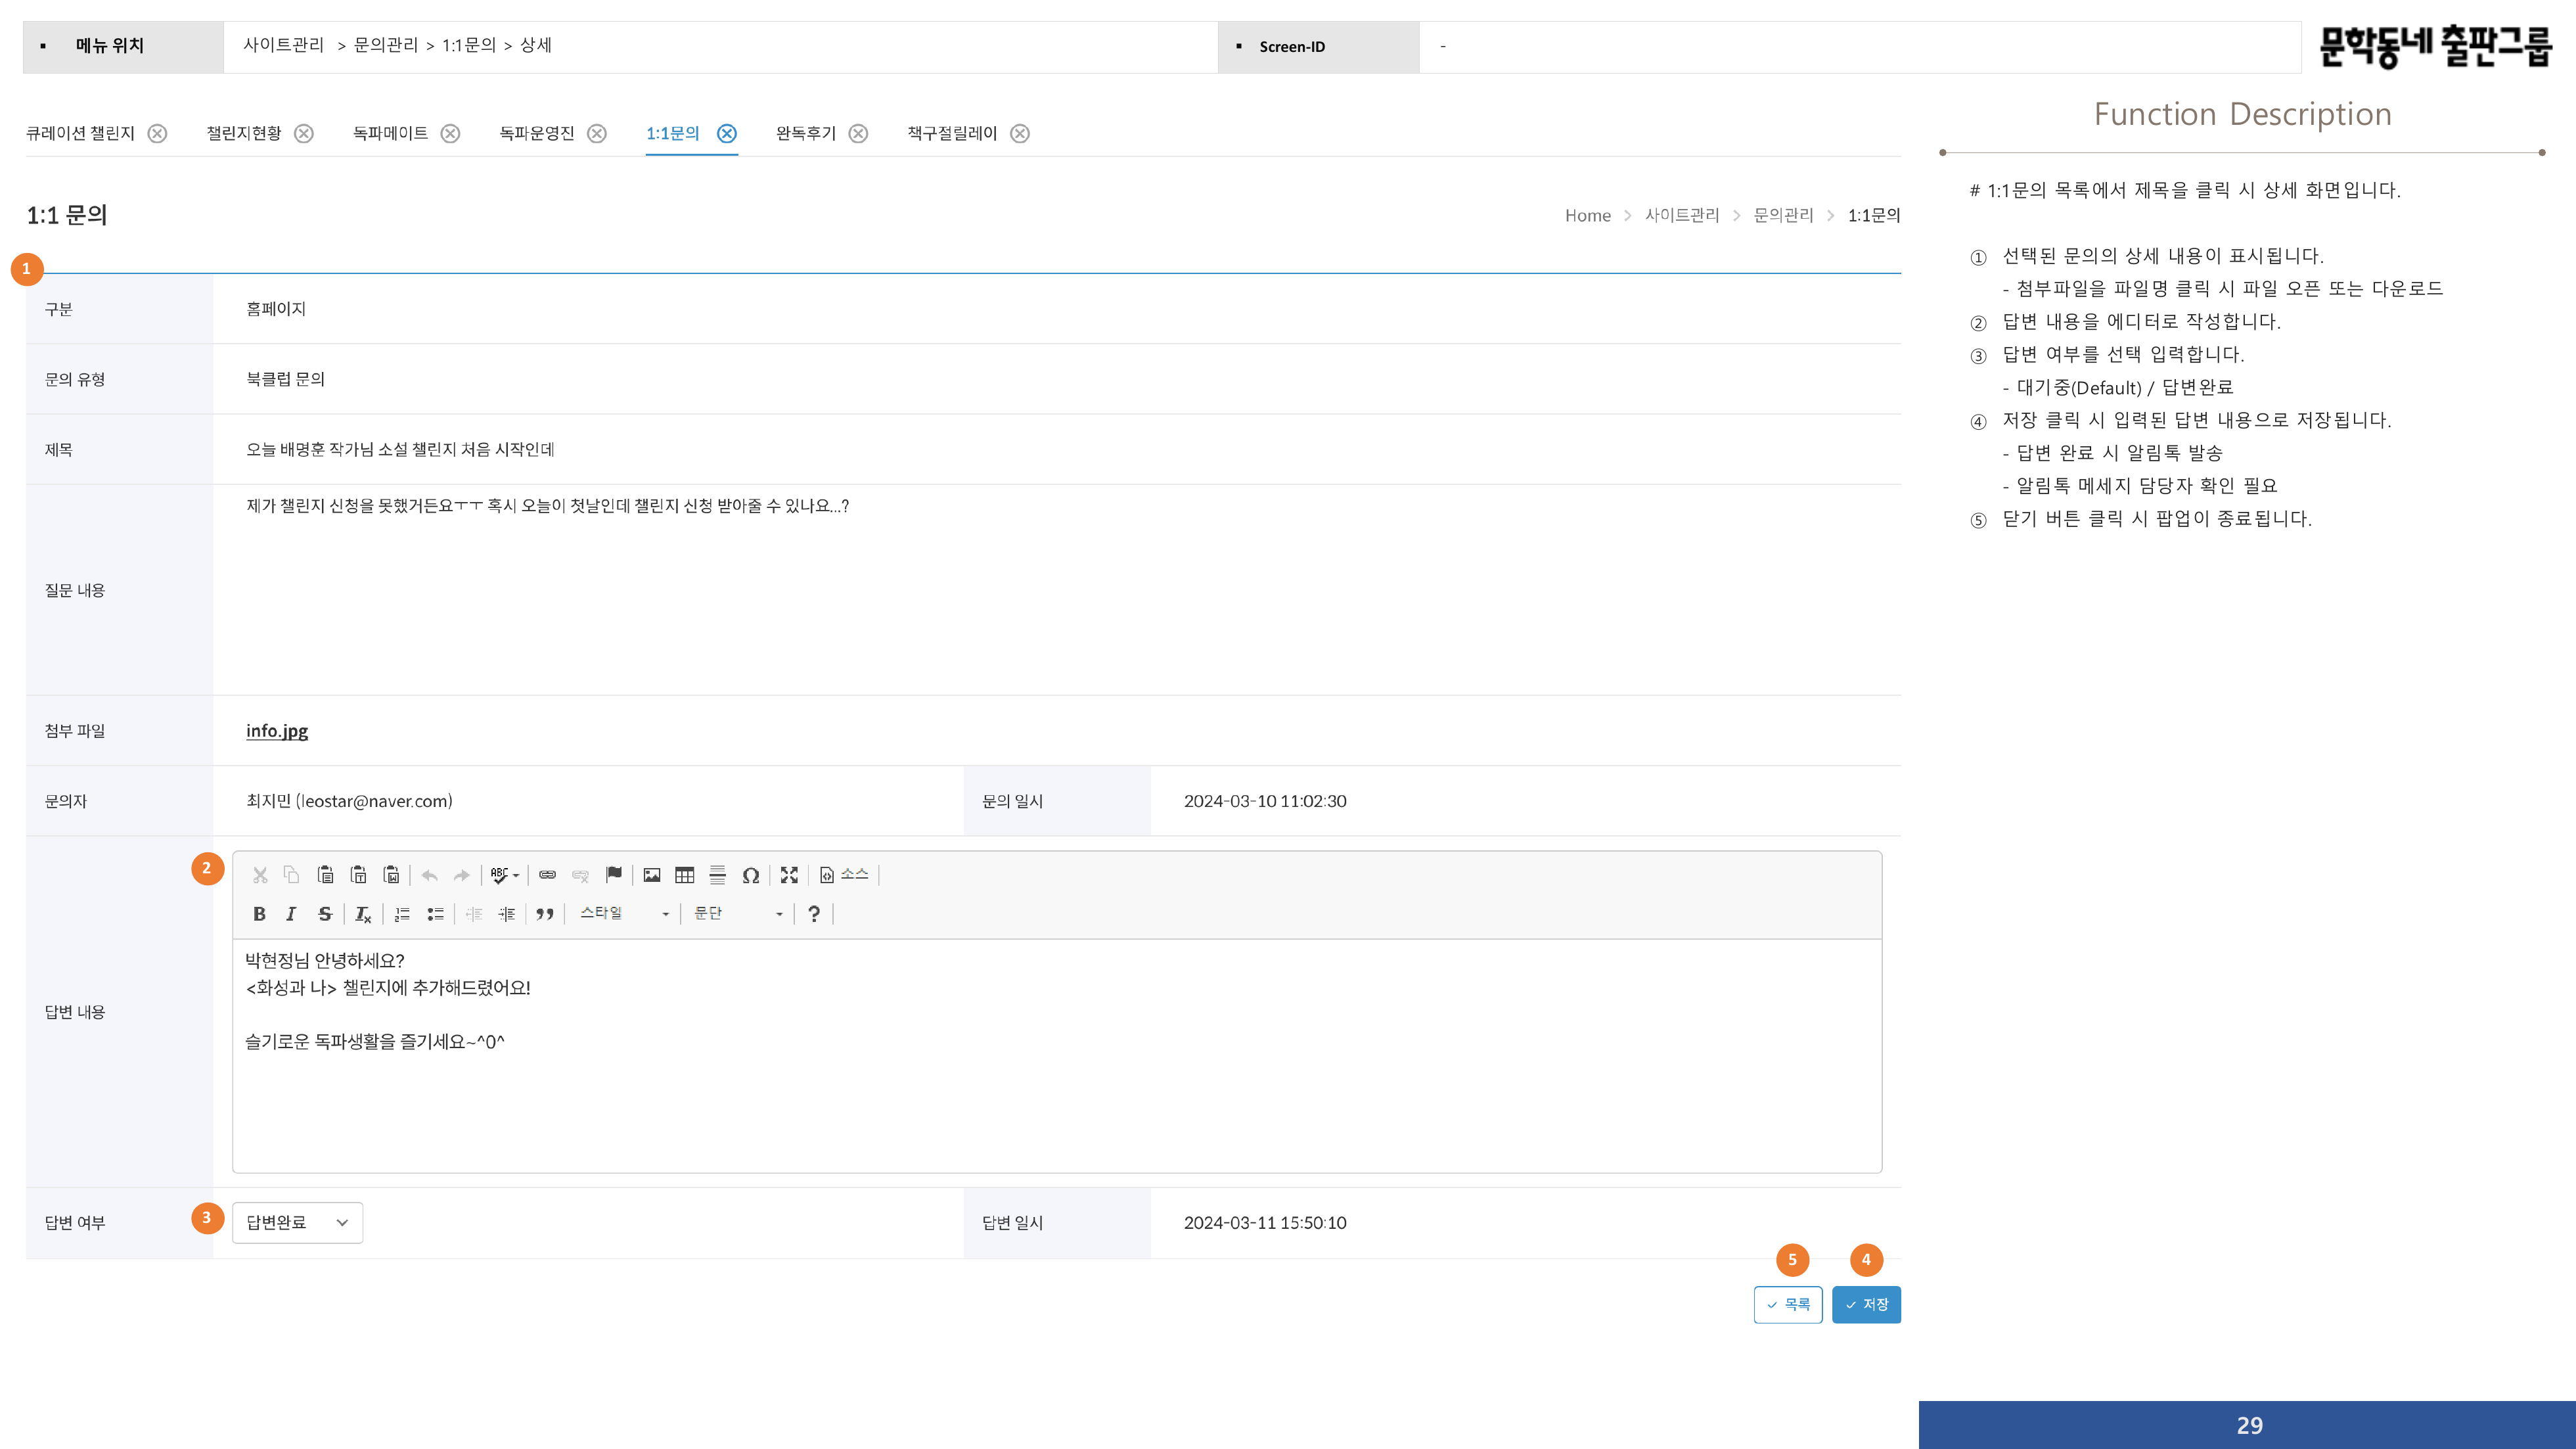 ▪ 메뉴 위치
사이트관리 > 문의관리 > 1:1문의 > 상세
▪ Screen-ID
-
문학동네 출판그룹
큐레이션 챌린지
챌린지현황
독파메이트
독파운영진
1:1문의
완독후기
책구절릴레이
1:1 문의
Home > 사이트관리 > 문의관리 > 1:1문의
1
구분
홈페이지
문의 유형
북클럽 문의
제목
오늘 배명훈 작가님 소설 챌린지 처음 시작인데
질문 내용
제가 챌린지 신청을 못했거든요ㅜㅜ 혹시 오늘이 첫날인데 챌린지 신청 받아줄 수 있나요...?
첨부 파일
info.jpg
문의자
최지민 (leostar@naver.com)
문의 일시
2024-03-10 11:02:30
답변 내용
2
소스
스타일
문단
박현정님 안녕하세요?
<화성과 나> 챌린지에 추가해드렸어요!
슬기로운 독파생활을 즐기세요~^0^
답변 여부
3
답변완료
답변 일시
2024-03-11 15:50:10
5
4
목록
저장
Function Description
# 1:1문의 목록에서 제목을 클릭 시 상세 화면입니다.
① 선택된 문의의 상세 내용이 표시됩니다.
- 첨부파일을 파일명 클릭 시 파일 오픈 또는 다운로드
② 답변 내용을 에디터로 작성합니다.
③ 답변 여부를 선택 입력합니다.
- 대기중(Default) / 답변완료
④ 저장 클릭 시 입력된 답변 내용으로 저장됩니다.
- 답변 완료 시 알림톡 발송
- 알림톡 메세지 담당자 확인 필요
⑤ 닫기 버튼 클릭 시 팝업이 종료됩니다.
29